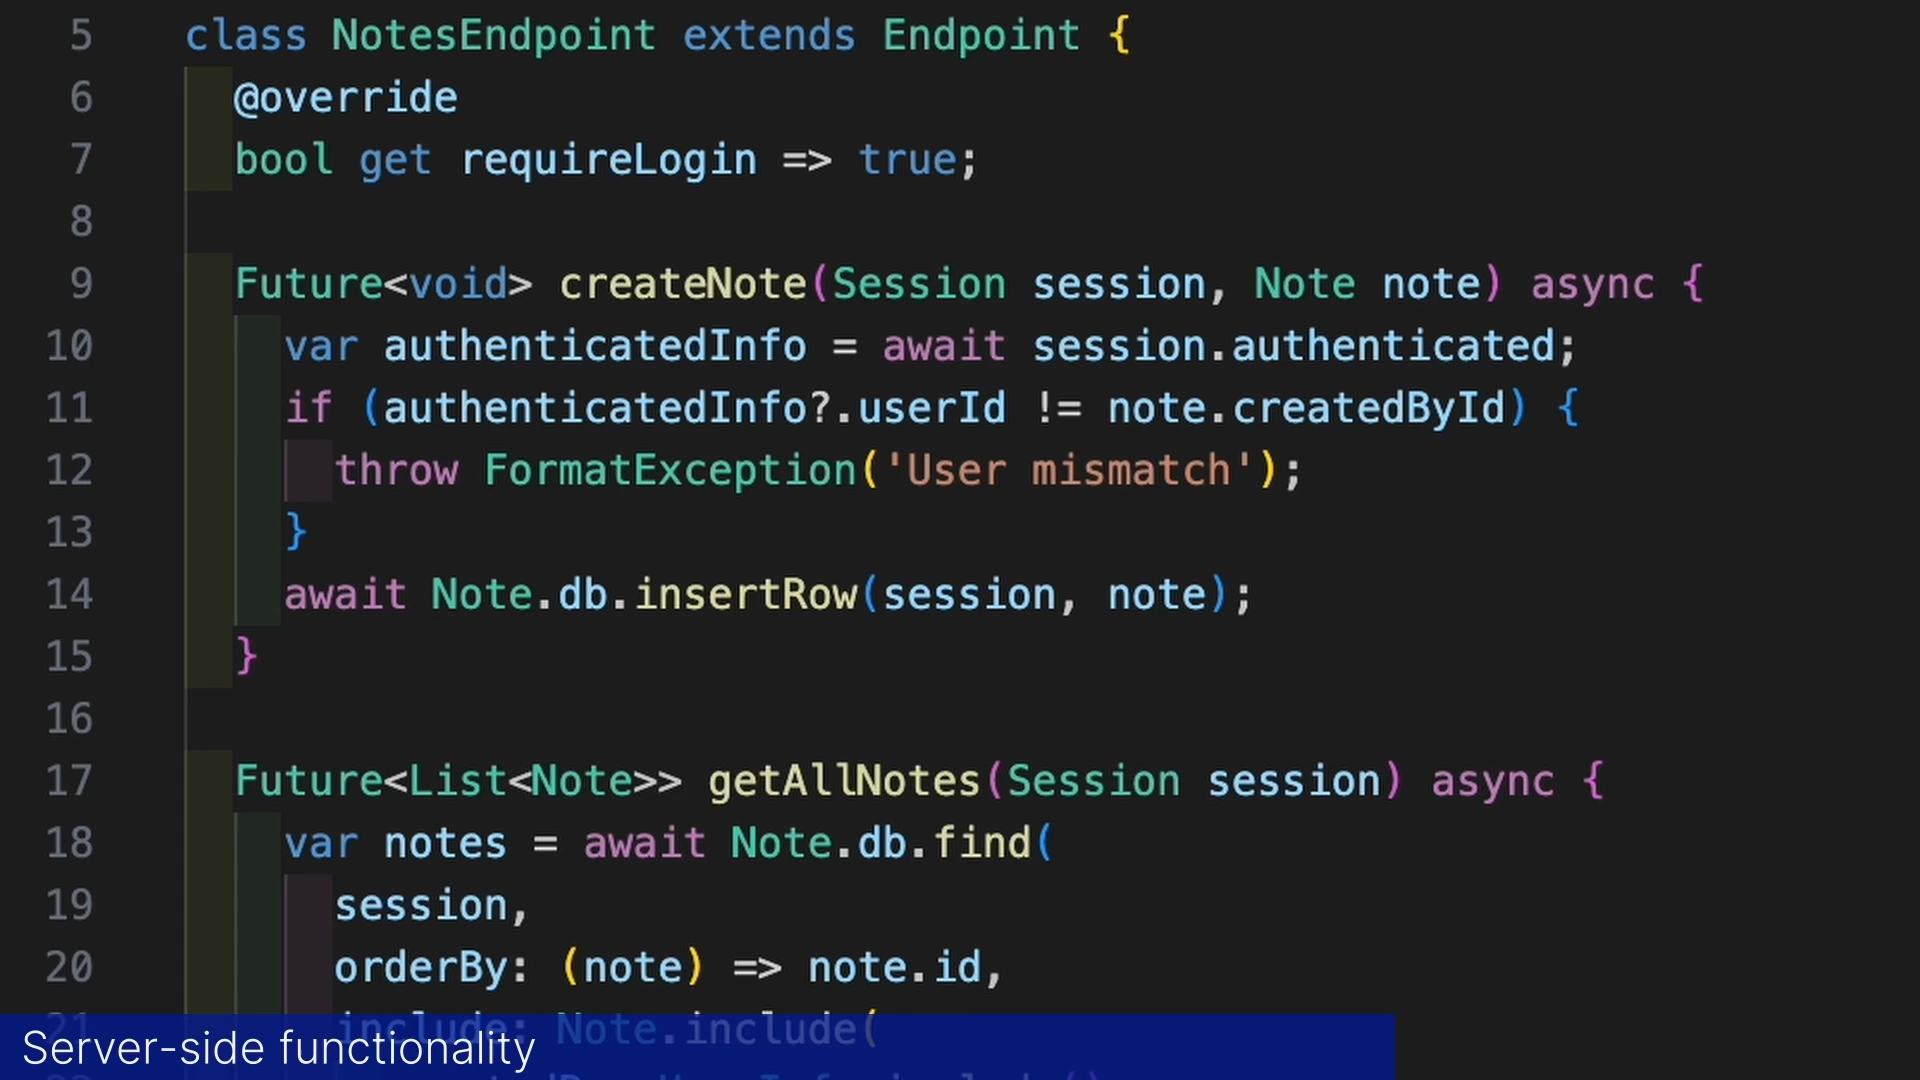 5 class NotesEndpoint extends Endpoint {
6 @override
7 bool get requireLogin => true;
8
9 Future<void> createNote(Session session, Note note) async {
10 var authenticatedInfo = await session.authenticated;
11 if (authenticatedInfo?.userId != note.createdById) {
12 throw FormatException('User mismatch');
13 }
14 await Note.db.insertRow(session, note);
15 }
16
17 Future<List<Note>> getAllNotes(Session session) async {
18 var notes = await Note.db.find(
19 session,
20 orderBy: (note) => note.id,
21 include: Note.include(
Server-side functionality